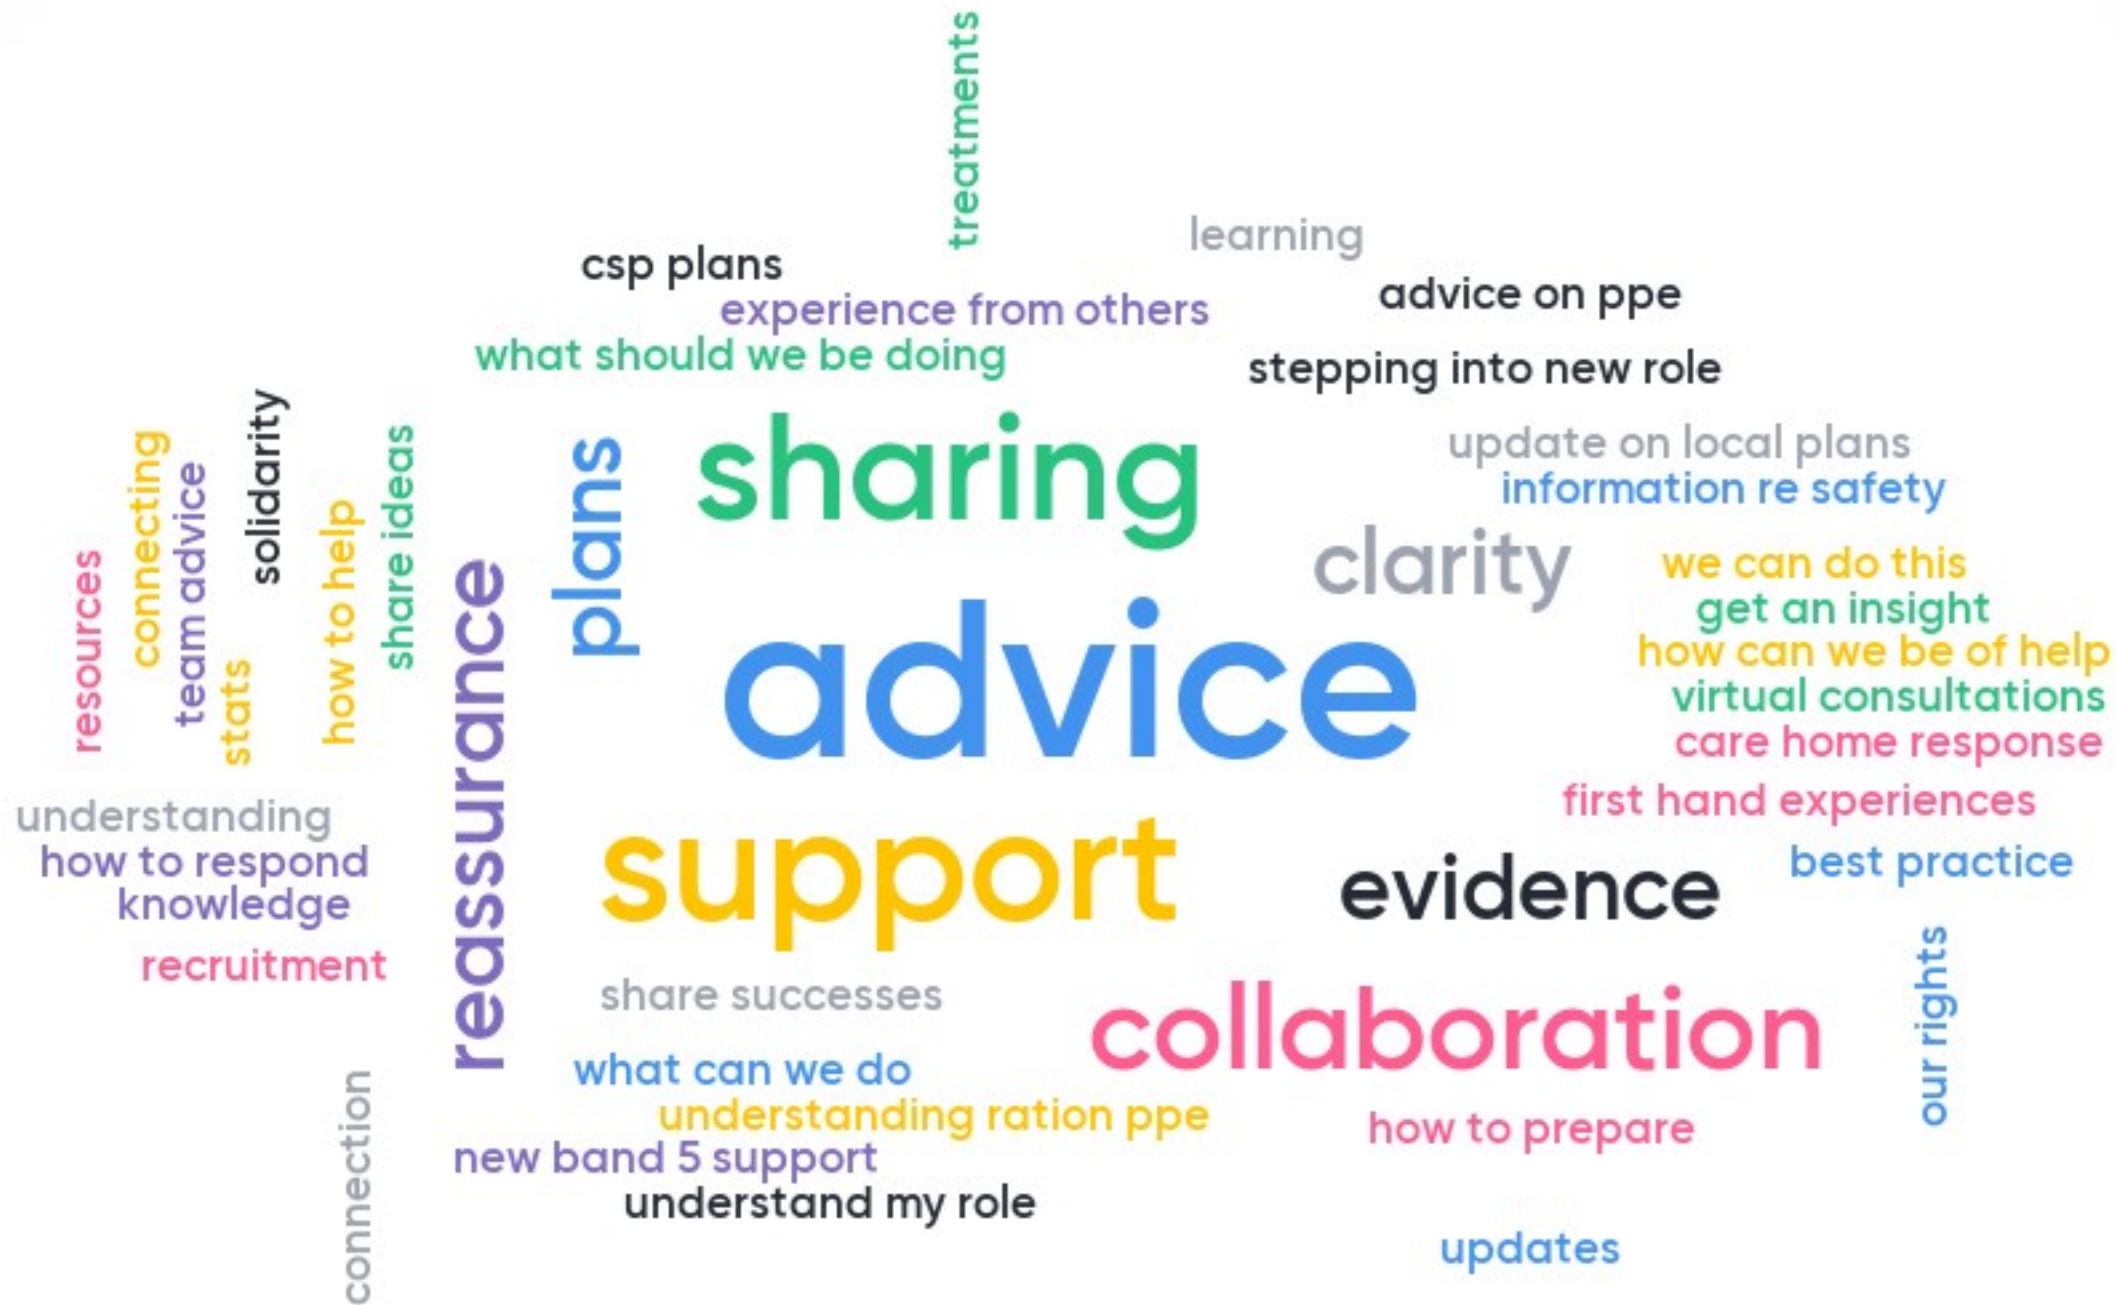 treatments
learning
csp plans
advice on ppe
experience from others
what should we be doing
stepping into new role
solidarity
sharing
share ideas
connecting
plans
update on local plans
team advice
information re safety
how to help
clarity
we can do this
resources
reassurance
get an insight
advice
how can we be of help
stats
virtual consultations
care home response
first hand experiences
understanding
support
how to respond
evidence
best practice
knowledge
our rights
recruitment
share successes
collaboration
what can we do
connection
understanding ration ppe
how to prepare
new band 5 support
understand my role
updates